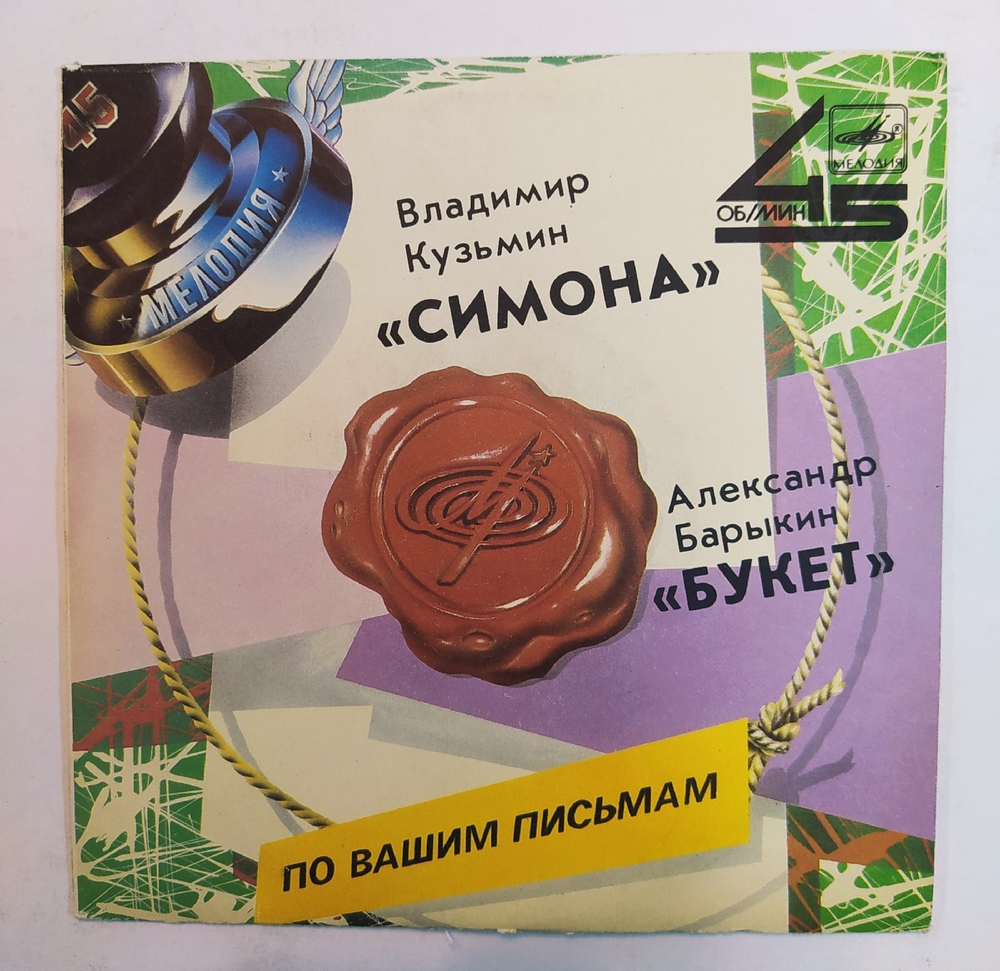 45
МЕЛОДИЯ
45
ОБ/МИН
МЕЛОДИЯ
Владимир
Кузьмин
«СИМОНА»
Александр
Барыкин
«БУКЕТ»
ПО ВАШИМ ПИСЬМАМ